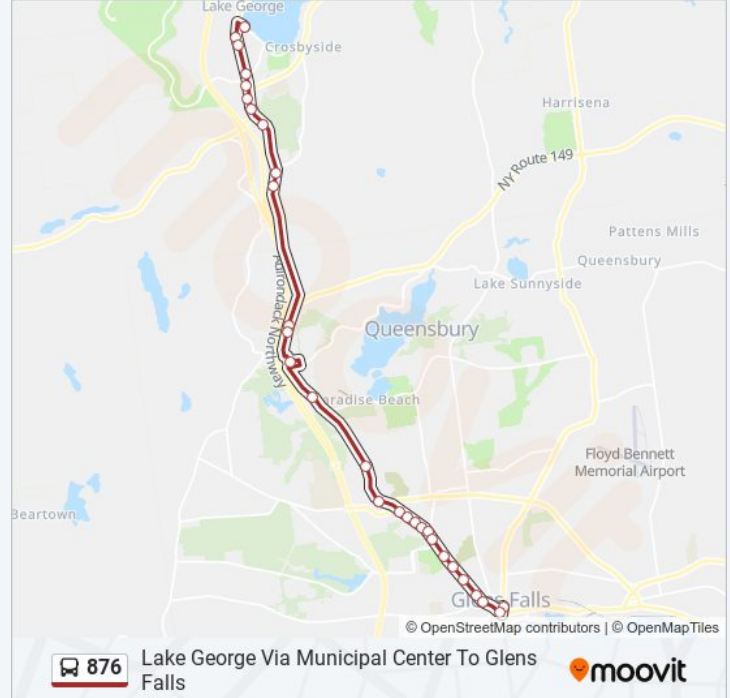 Lake George
Crosbyside
Harrisena
NY Route 149
Pattens Mills
Queensbury
Lake Sunnyside
Adirondack Northway
Queensbury
aradise Beach
Floyd Bennett
Memorial Airport
Beartown
Glens Falls
© OpenStreetMap contributors | © OpenMapTiles
876
Lake George Via Municipal Center To Glens
Falls
moovit